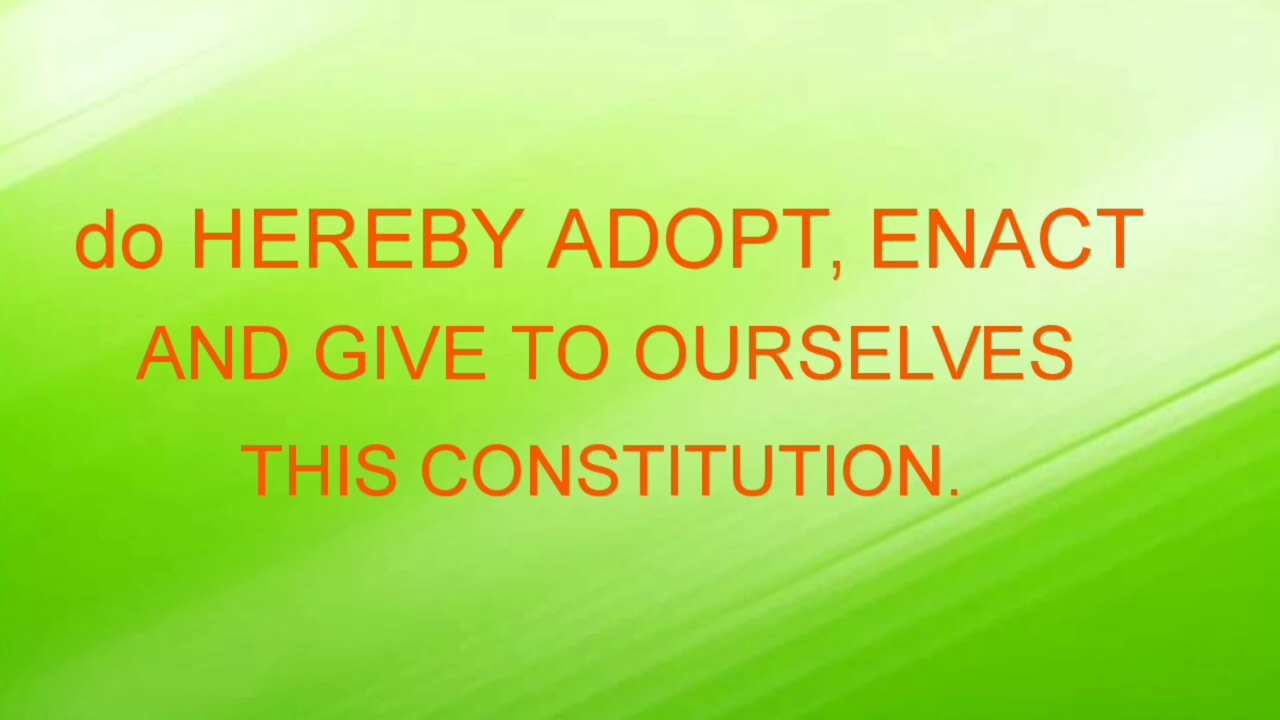 do HEREBY ADOPT, ENACT
AND GIVE TO OURSELVES
THIS CONSTITUTION.